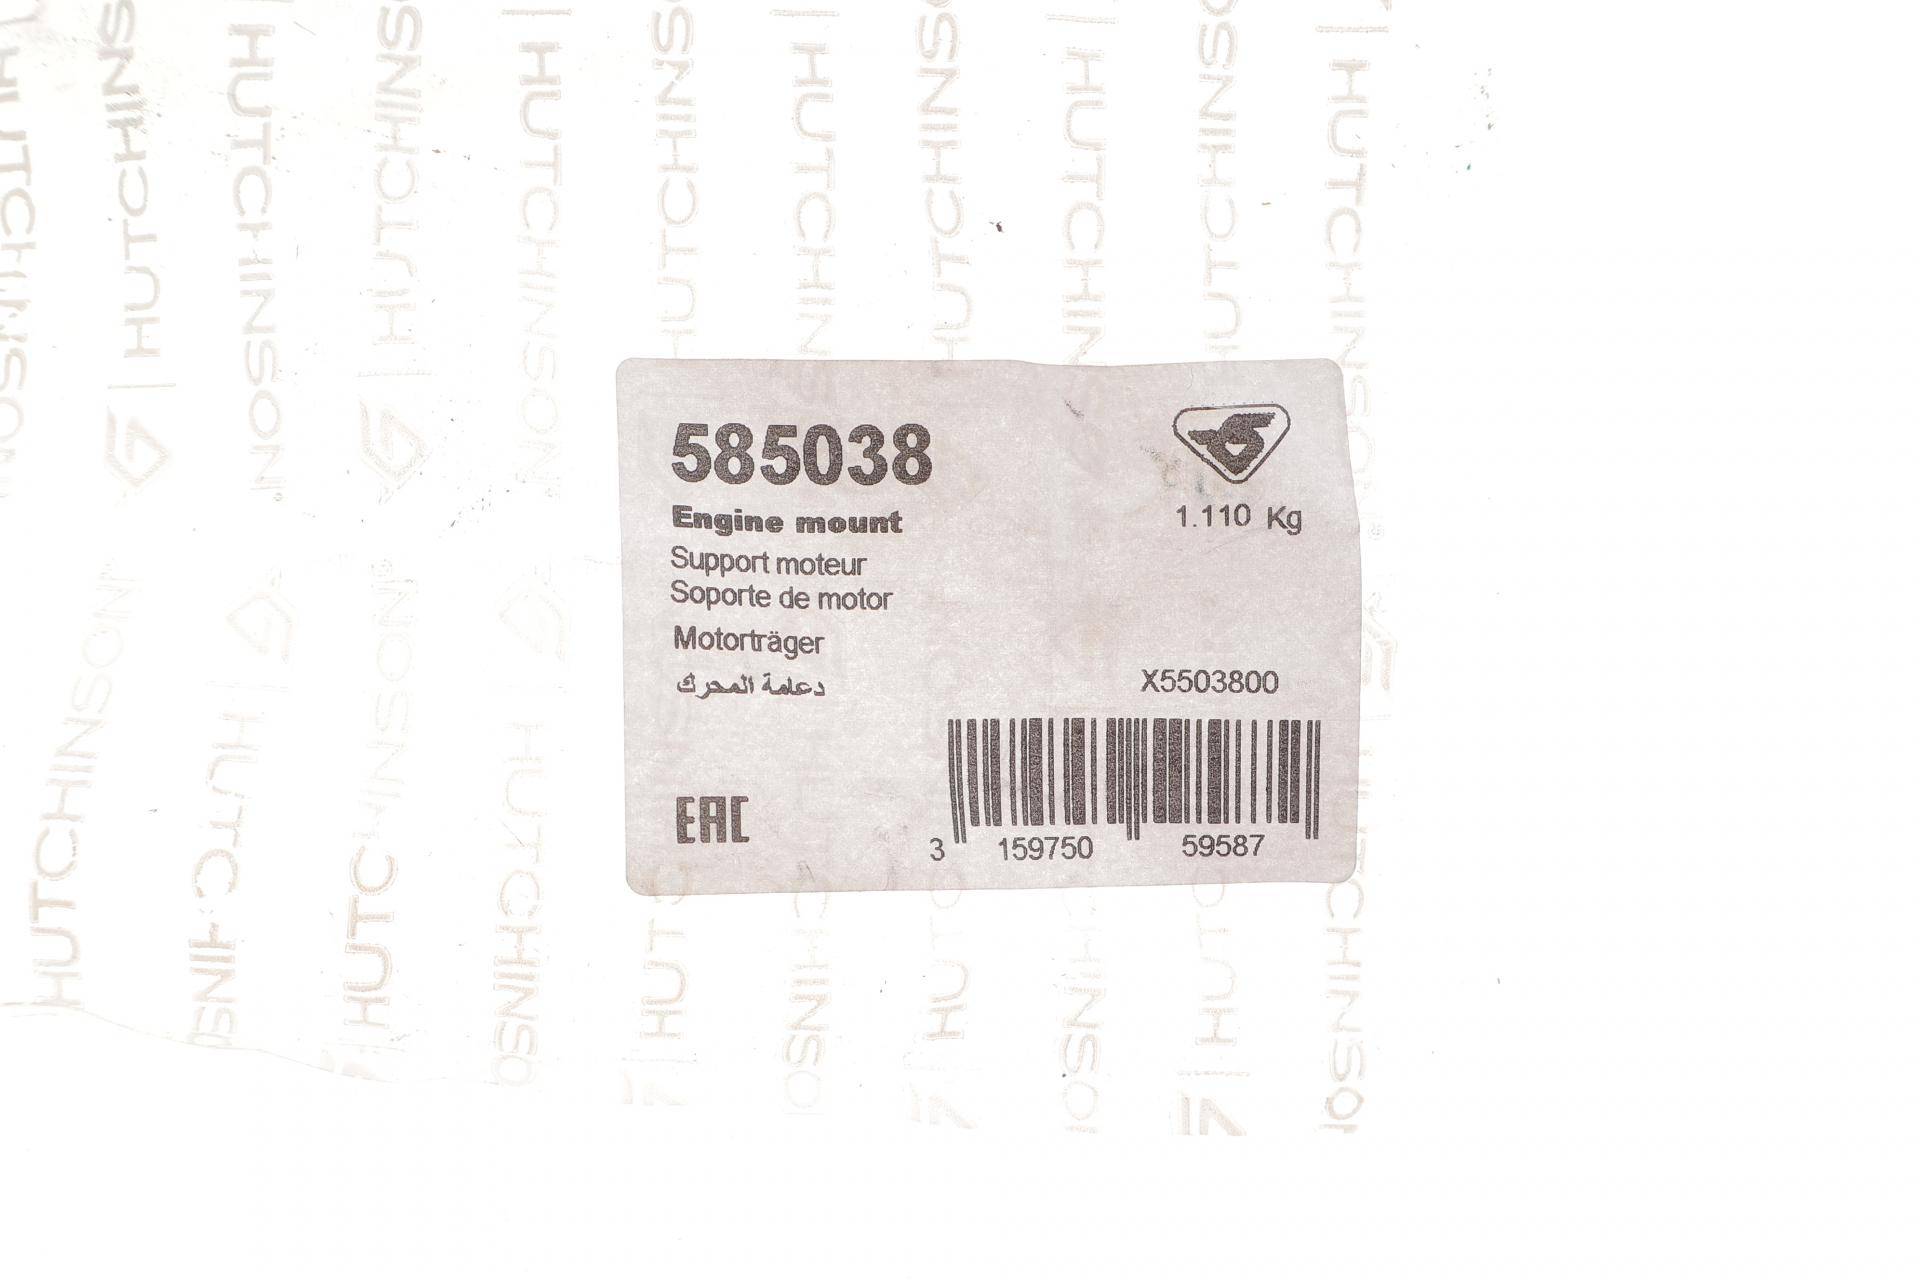 585038
Engine mount
1.110 Kg
Support moteur
Soporte de motor
Motorträger
دعامة المحرك
X5503800
EAC
3 159750 59587
HUTCHINSON